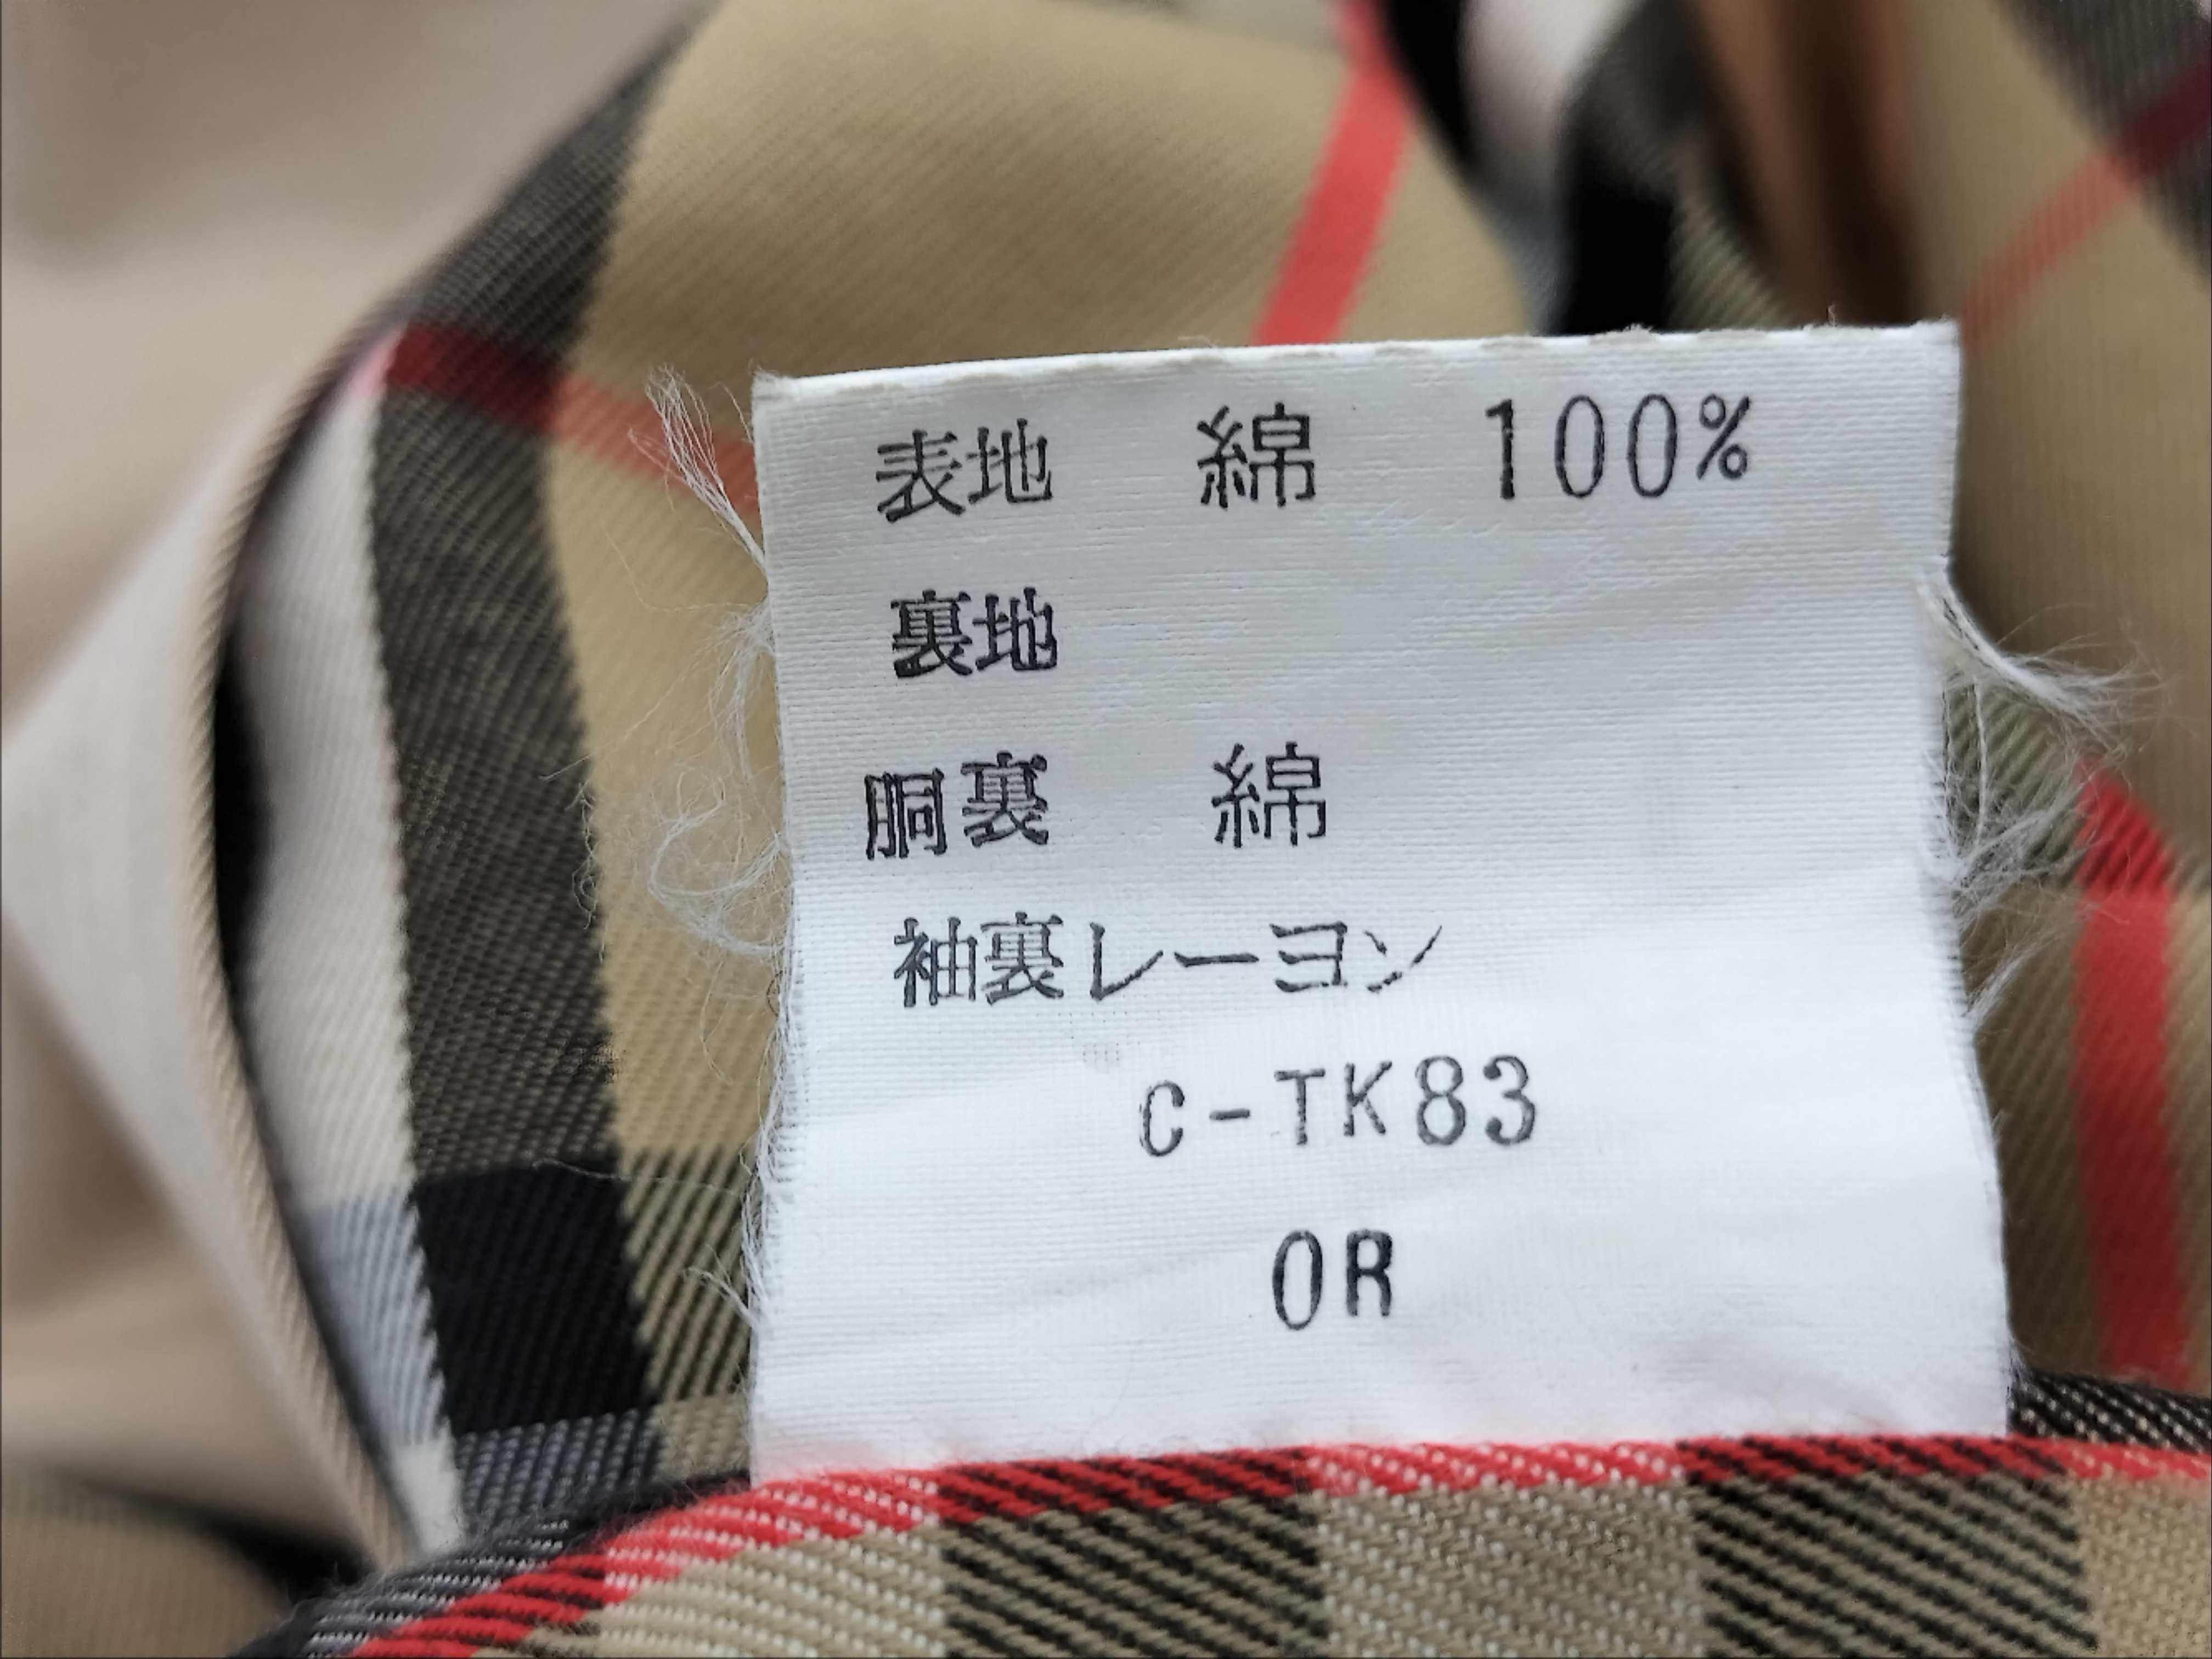 表地 綿 100%
裏地
胴裏 綿
袖裏レーヨン
C-TK83
OR